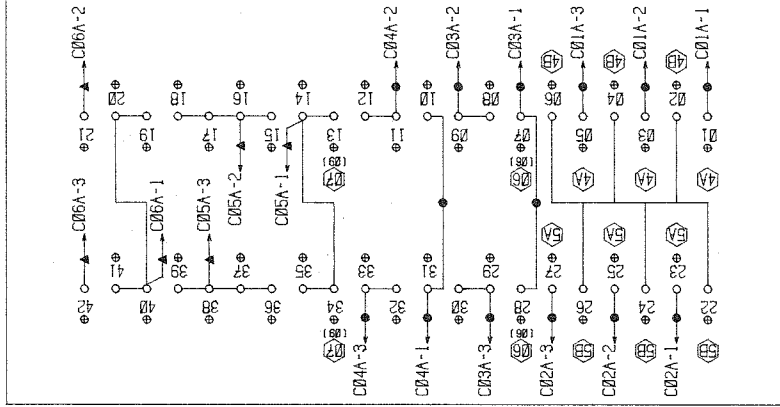 C06A-2
C04A-2
C03A-2
C03A-1
C01A-3
C01A-2
C01A-1
4B
4B
4B
20
18
16
14
12
10
08
06
04
02
21
19
17
15
13
11
09
07
05
03
01
(09)
07
(06)
06
4A
4A
4A
C06A-3
C06A-1
C05A-3
C05A-2
C05A-1
5A
5A
5A
41
39
37
35
33
31
29
27
25
23
42
40
38
36
34
32
30
28
26
24
22
(09)
07
(06)
06
5B
5B
5B
C04A-3
C04A-1
C03A-3
C02A-3
C02A-2
C02A-1